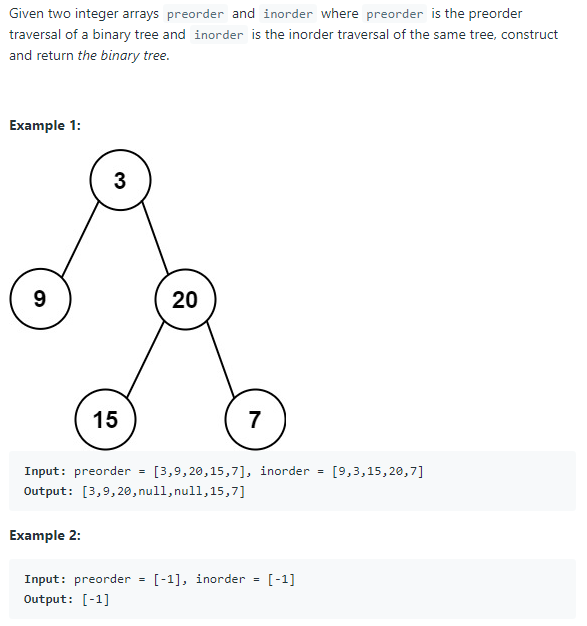 Given two integer arrays preorder and inorder where preorder is the preorder
traversal of a binary tree and inorder is the inorder traversal of the same tree, construct
and return the binary tree.
Example 1:
3
9
20
15
7
Input: preorder = [3,9,20,15,7], inorder = [9,3,15,20,7]
Output: [3,9,20,null,null,15,7]
Example 2:
Input: preorder = [-1], inorder = [-1]
Output: [-1]